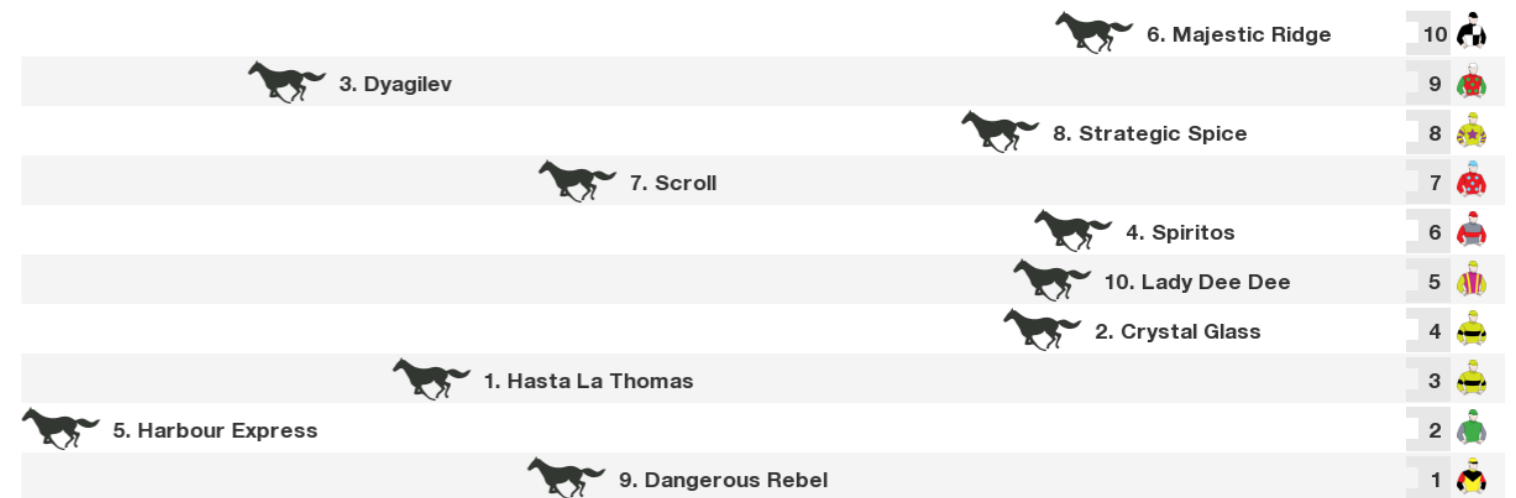 6. Majestic Ridge 10
3. Dyagilev 9
8. Strategic Spice 8
7. Scroll 7
4. Spiritos 6
10. Lady Dee Dee 5
2. Crystal Glass 4
1. Hasta La Thomas 3
5. Harbour Express 2
9. Dangerous Rebel 1